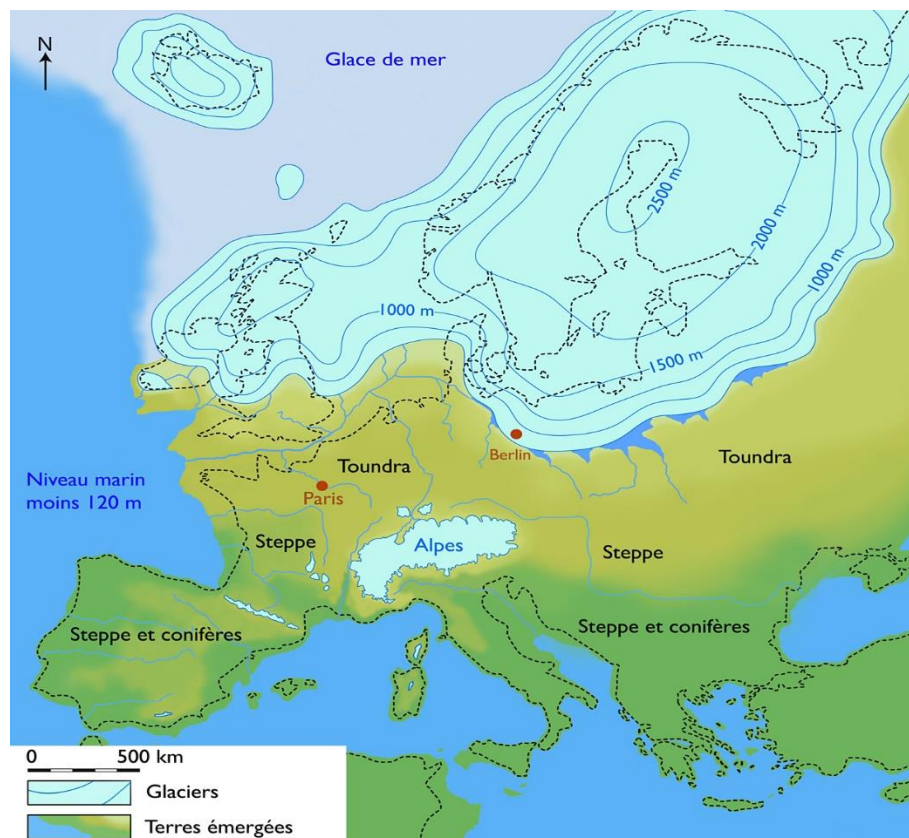 N
Glace de mer
2500 m
2000 m
1000 m
1000 m
1500 m
Berlin
Toundra
Toundra
Niveau marin
moins 120 m
Paris
Steppe
Alpes
Steppe
Steppe et conifères
Steppe et conifères
0 500 km
Glaciers
Terres émergées